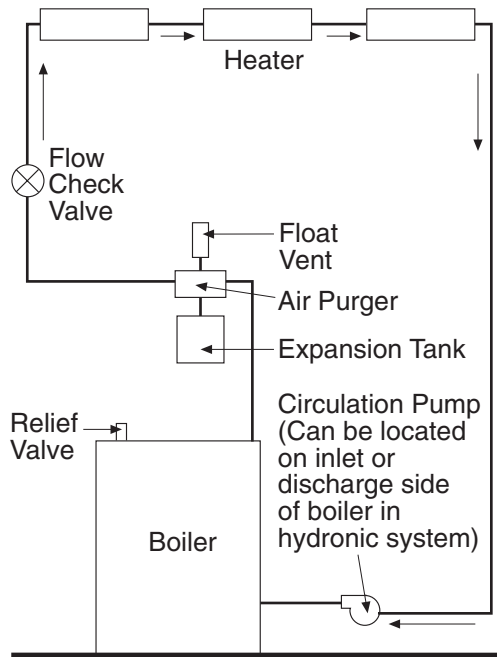 Heater
Flow
Check
Valve
Float
Vent
Air Purger
Expansion Tank
Relief
Valve
Circulation Pump
(Can be located
on inlet or
discharge side
of boiler in
hydronic system)
Boiler